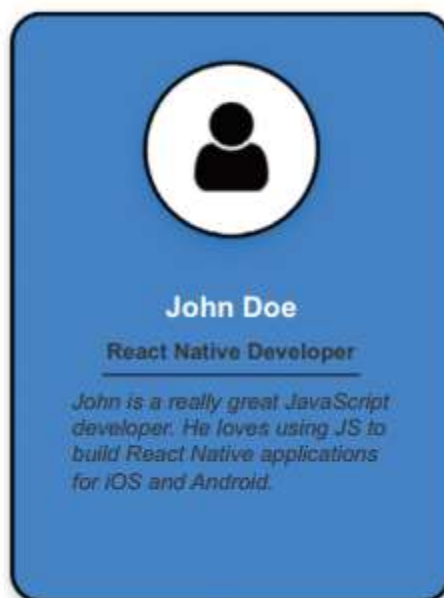 John Doe
React Native Developer
John is a really great JavaScript
developer. He loves using JS to
build React Native applications
for iOS and Android.